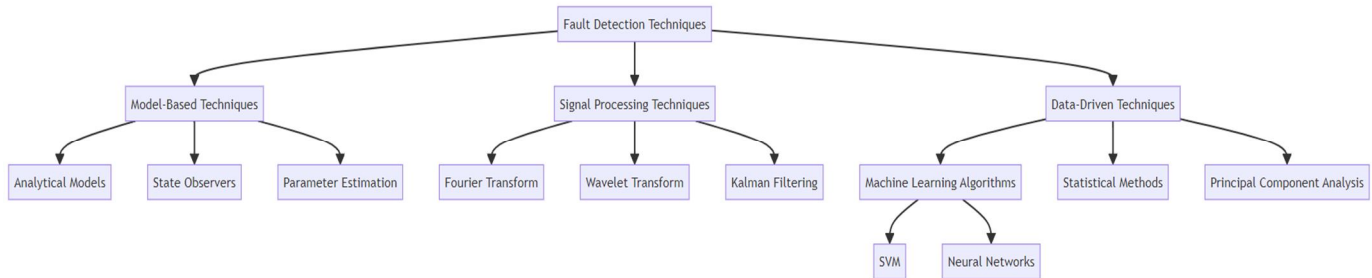 Fault Detection Techniques
Model-Based Techniques
Signal Processing Techniques
Data-Driven Techniques
Analytical Models
State Observers
Parameter Estimation
Fourier Transform
Wavelet Transform
Kalman Filtering
Machine Learning Algorithms
Statistical Methods
Principal Component Analysis
SVM
Neural Networks